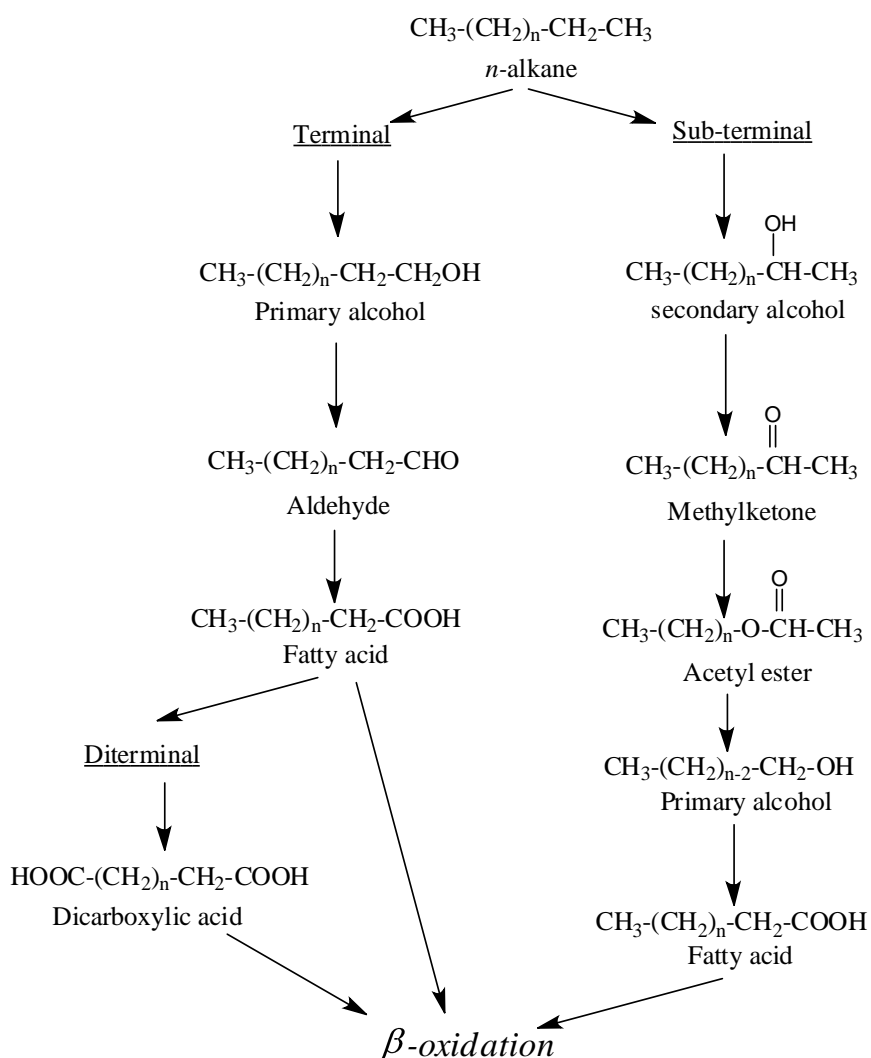 CH₃-(CH₂)ₙ-CH₂-CH₃
n-alkane
Terminal
Sub-terminal
OH
CH₃-(CH₂)ₙ-CH₂-CH₂OH
Primary alcohol
CH₃-(CH₂)ₙ-CH-CH₃
secondary alcohol
O
CH₃-(CH₂)ₙ-CH₂-CHO
Aldehyde
CH₃-(CH₂)ₙ-CH-CH₃
Methylketone
O
CH₃-(CH₂)ₙ-CH₂-COOH
Fatty acid
CH₃-(CH₂)ₙ-O-CH-CH₃
Acetyl ester
Diterminal
CH₃-(CH₂)ₙ₋₂-CH₂-OH
Primary alcohol
HOOC-(CH₂)ₙ-CH₂-COOH
Dicarboxylic acid
CH₃-(CH₂)ₙ-CH₂-COOH
Fatty acid
β-oxidation